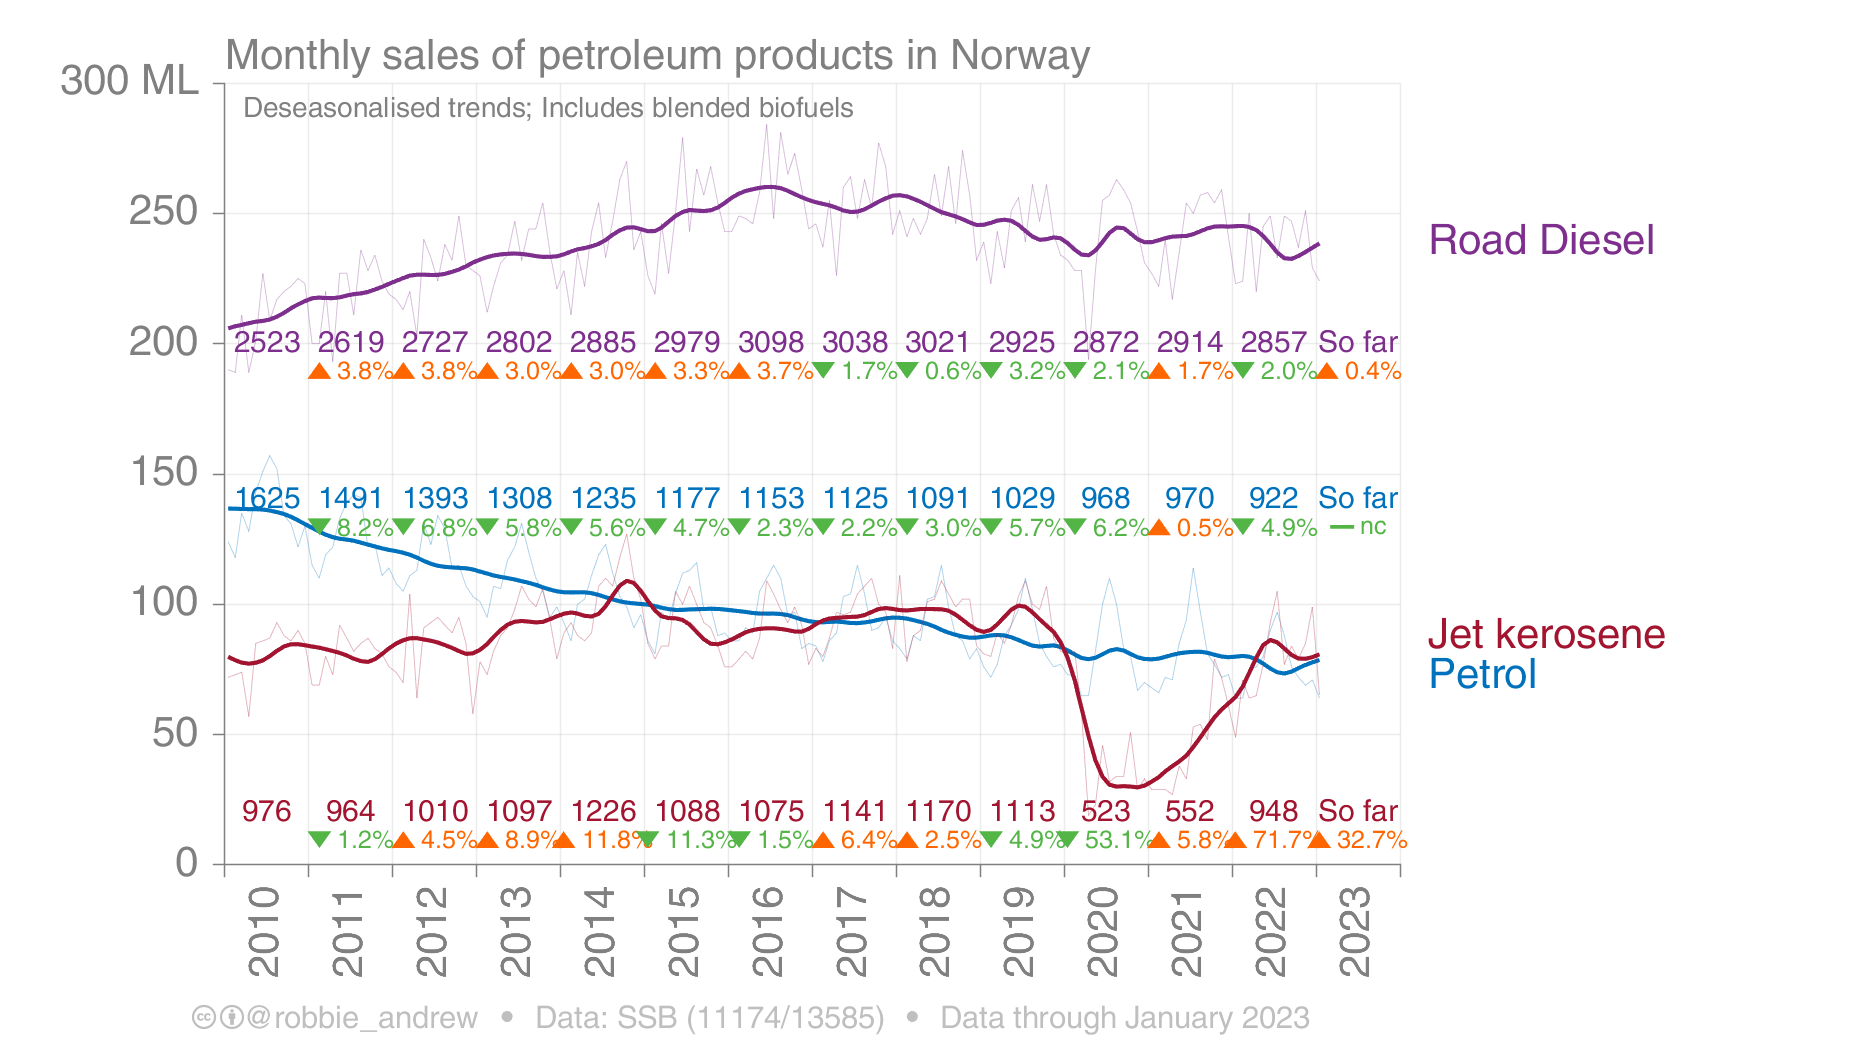 Monthly sales of petroleum products in Norway
300 ML
Deseasonalised trends; Includes blended biofuels
250
Road Diesel
200
2523 2619 2727 2802 2885 2979 3098 3038 3021 2925 2872 2914 2857 So far
3.8% 3.8% 3.0% 3.0% 3.3% 3.7% 1.7% 0.6% 3.2% 2.1% 1.7% 2.0% 0.4%
150
1625 1491 1393 1308 1235 1177 1153 1125 1091 1029 968 970 922 So far
8.2% 6.8% 5.8% 5.6% 4.7% 2.3% 2.2% 3.0% 5.7% 6.2% 0.5% 4.9% nc
100
Jet kerosene
Petrol
50
976 964 1010 1097 1226 1088 1075 1141 1170 1113 523 552 948 So far
1.2% 4.5% 8.9% 11.8% 11.3% 1.5% 6.4% 2.5% 4.9% 53.1% 5.8% 71.7% 32.7%
0
2010 2011 2012 2013 2014 2015 2016 2017 2018 2019 2020 2021 2022 2023
cc @robbie_andrew • Data: SSB (11174/13585) • Data through January 2023